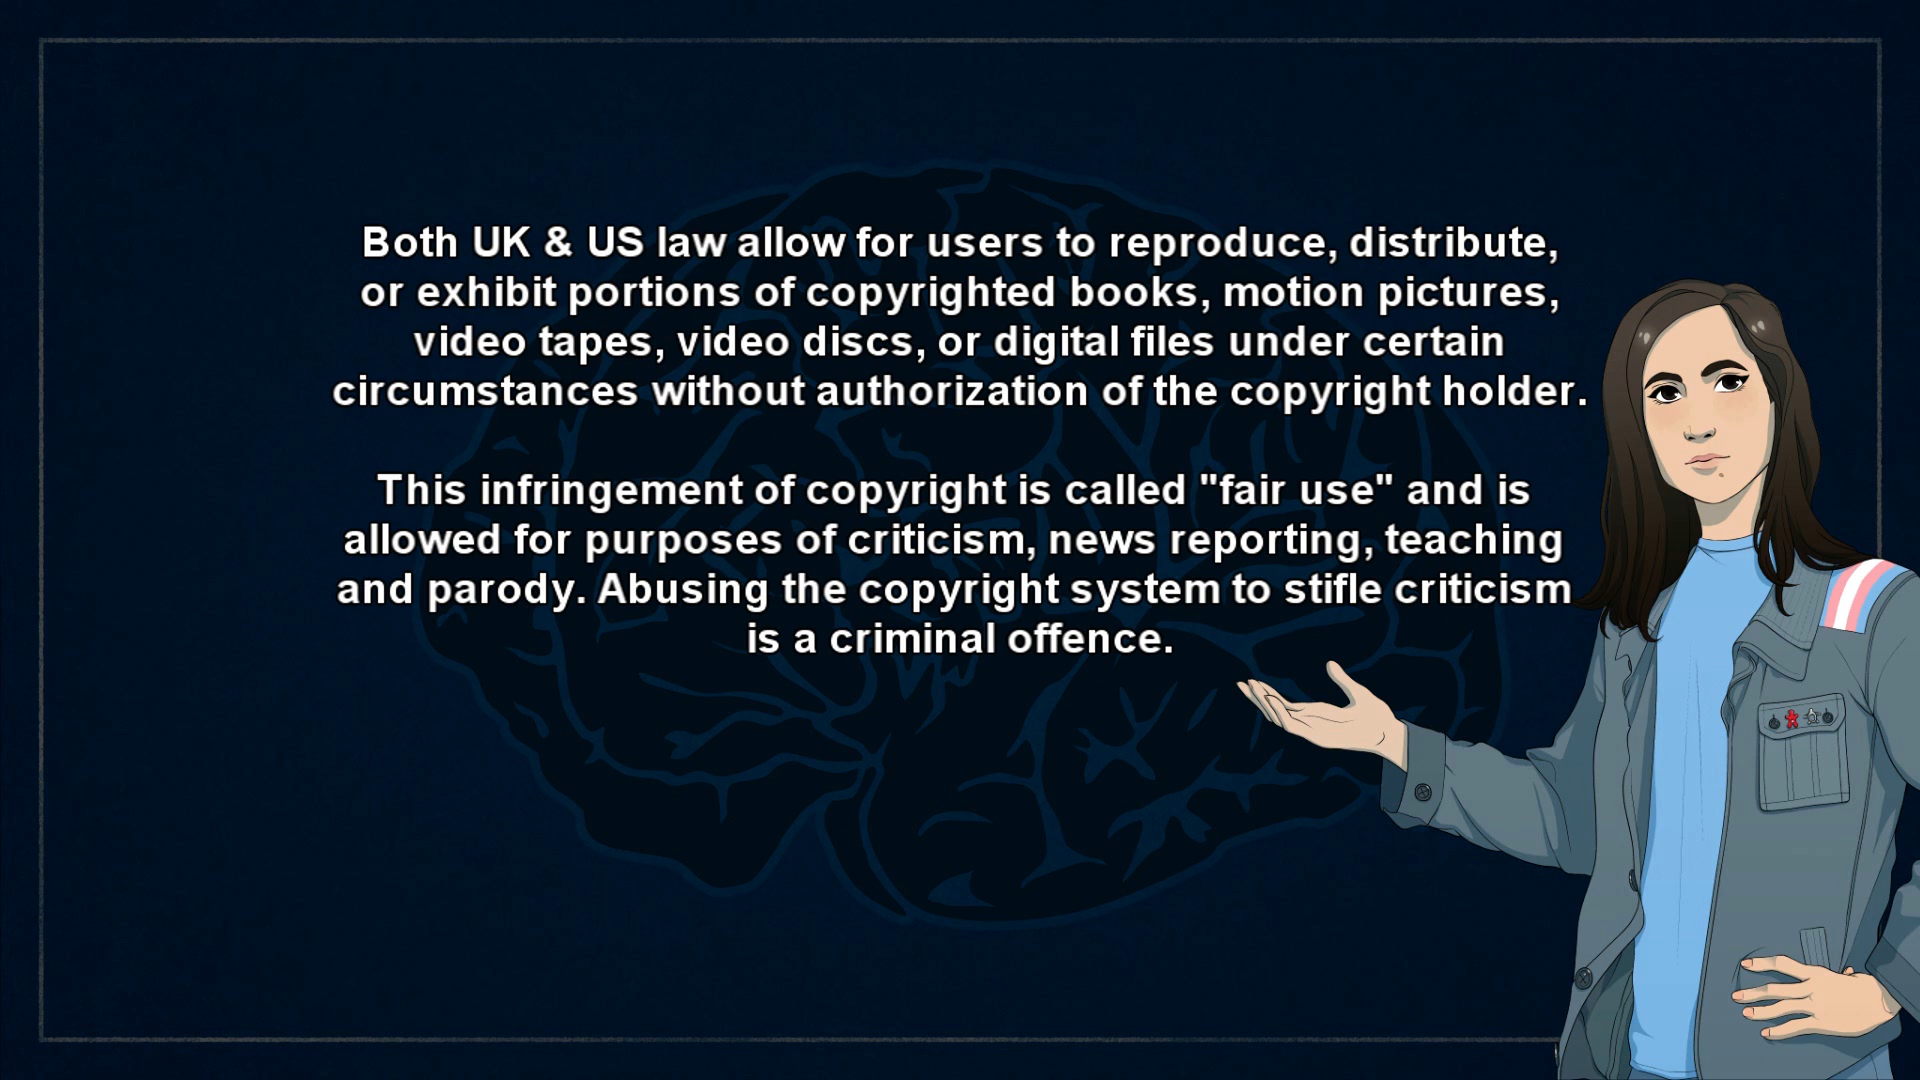 Both UK & US law allow for users to reproduce, distribute,
or exhibit portions of copyrighted books, motion pictures,
video tapes, video discs, or digital files under certain
circumstances without authorization of the copyright holder.
This infringement of copyright is called "fair use" and is
allowed for purposes of criticism, news reporting, teaching
and parody. Abusing the copyright system to stifle criticism
is a criminal offence.